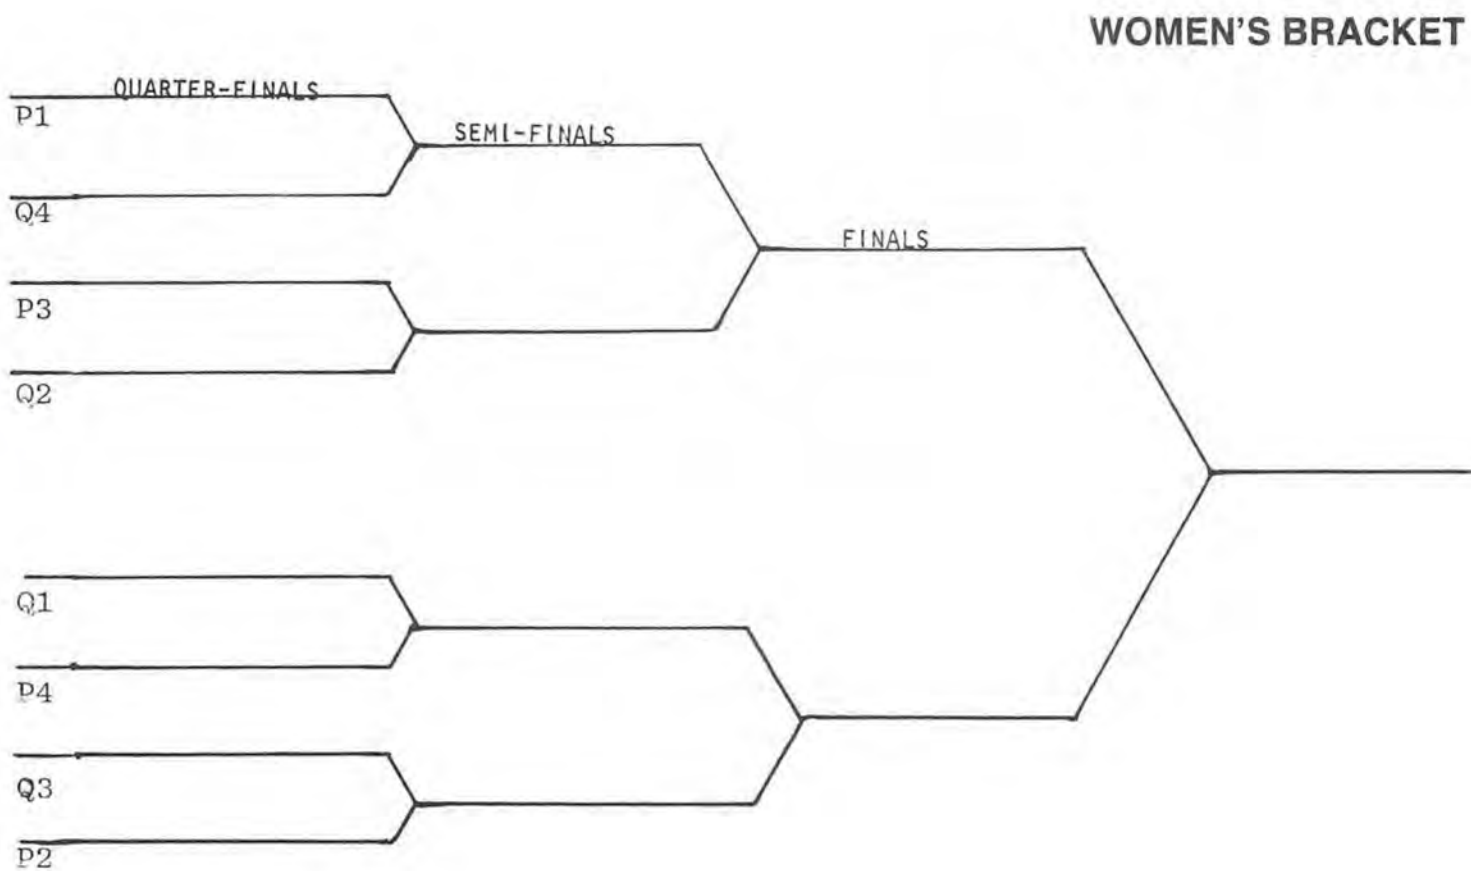 WOMEN'S BRACKET
QUARTER-FINALS
P1
SEMI-FINALS
Q4
FINALS
P3
Q2
Q1
P4
Q3
P2